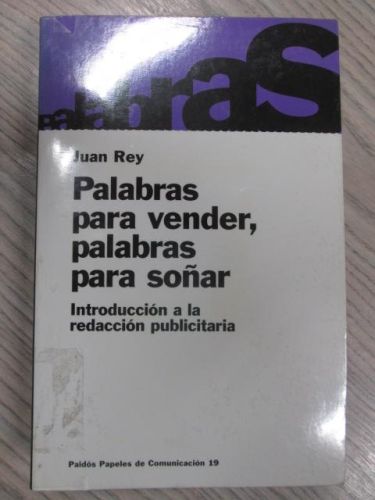 palabras
Juan Rey
Palabras
para vender,
palabras
para soñar
Introducción a la
redacción publicitaria
Paidós Papeles de Comunicación 19